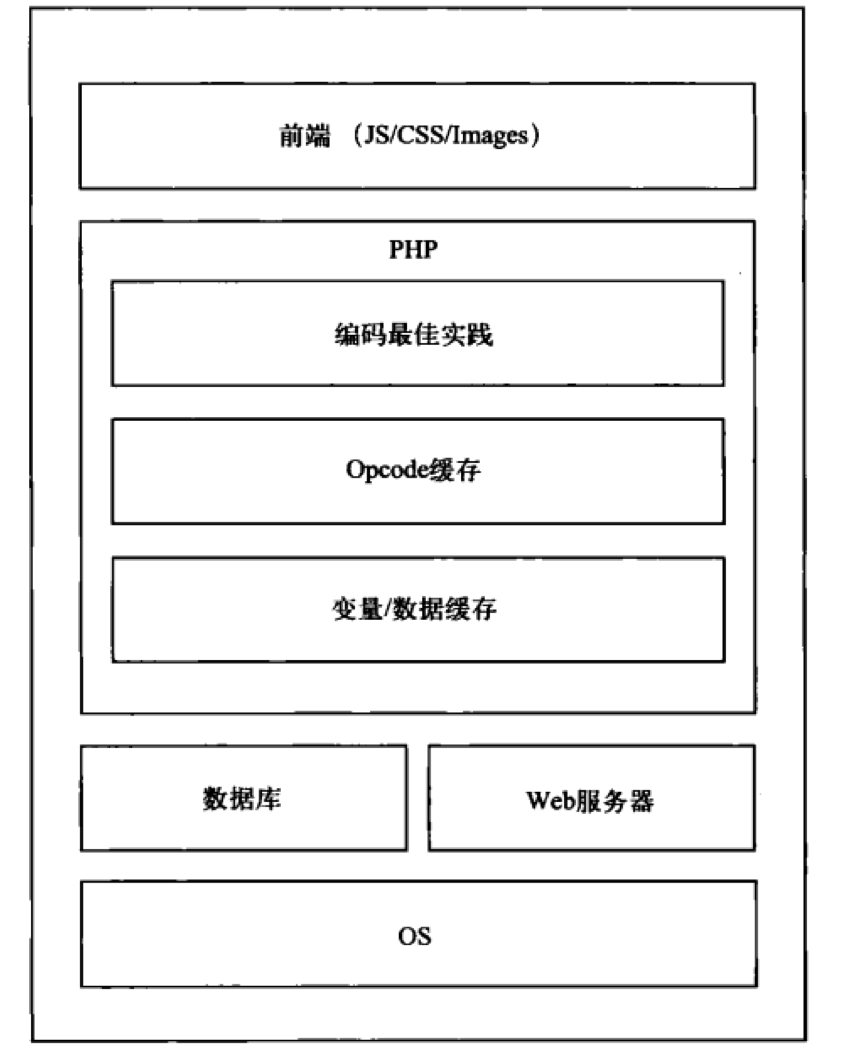 前端 （JS/CSS/Images）
PHP
编码最佳实践
Opcode缓存
变量/数据缓存
数据库
Web服务器
OS